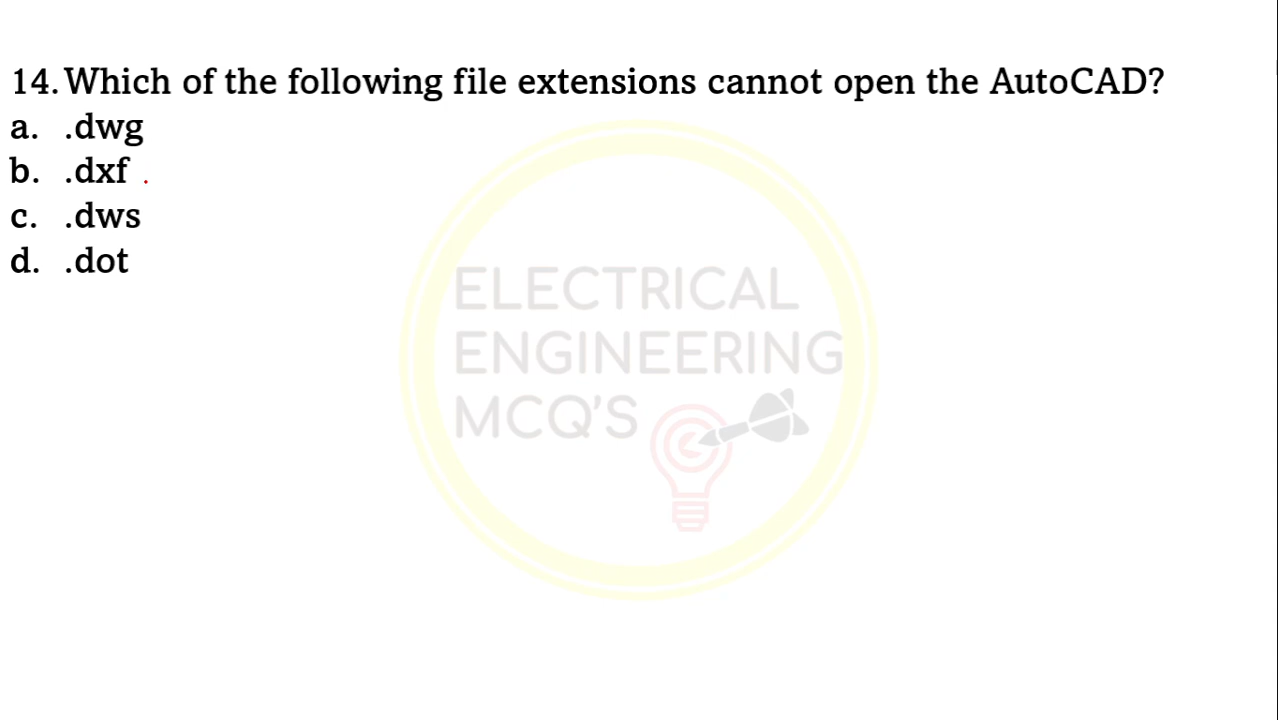 14. Which of the following file extensions cannot open the AutoCAD?
a. .dwg
b. .dxf
c. .dws
d. .dot
ELECTRICAL
ENGINEERING
MCQ'S